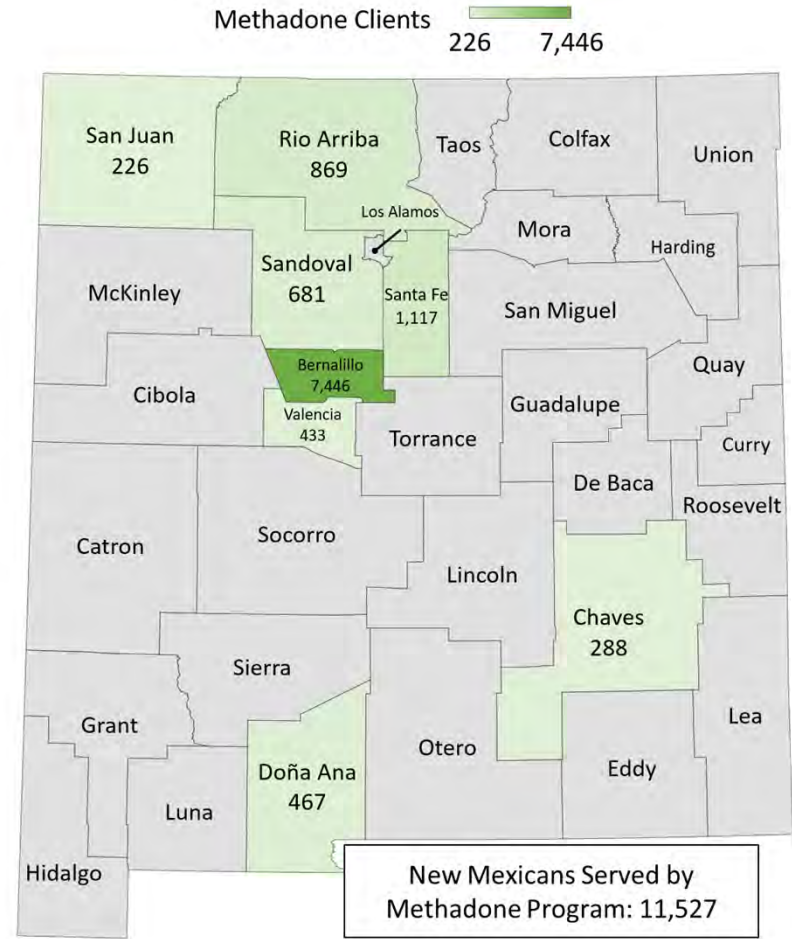 Methadone Clients
226 7,446
San Juan
226
Rio Arriba
869
Taos
Colfax
Union
Los Alamos
Mora
Harding
Sandoval
681
Santa Fe
1,117
McKinley
San Miguel
Quay
Bernalillo
7,446
Cibola
Valencia
433
Torrance
Guadalupe
Curry
De Baca
Roosevelt
Catron
Socorro
Lincoln
Chaves
288
Sierra
Grant
Lea
Otero
Eddy
Doña Ana
467
Luna
Hidalgo
New Mexicans Served by
Methadone Program: 11,527